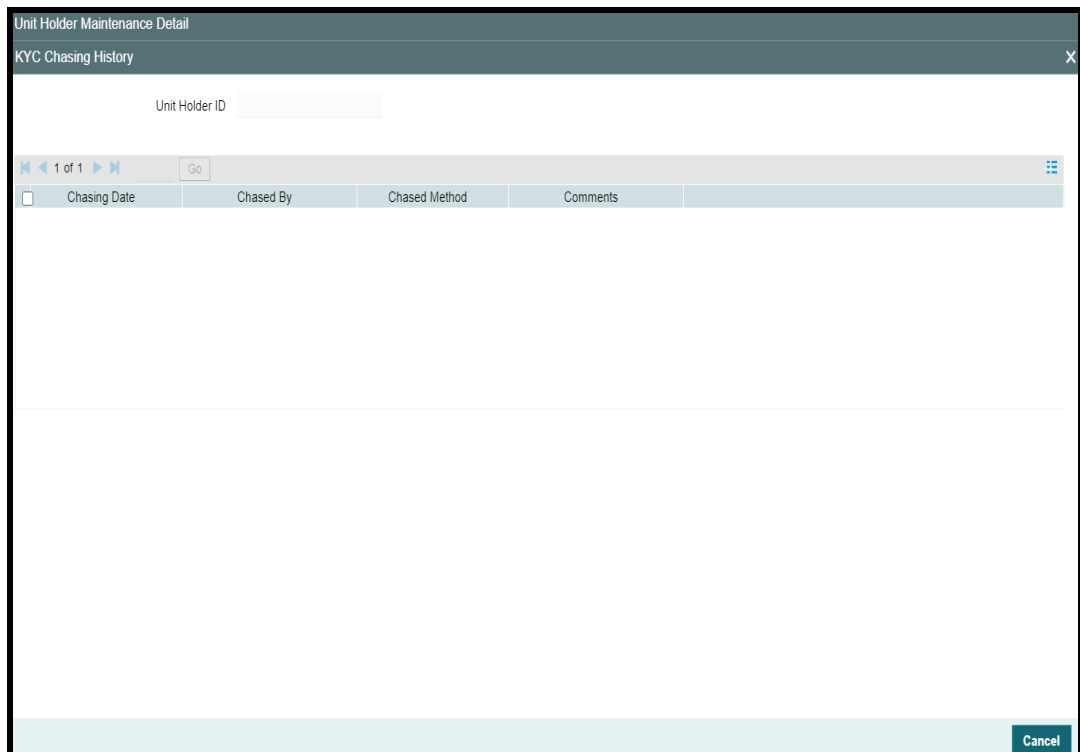 Unit Holder Maintenance Detail
KYC Chasing History X
Unit Holder ID
1 of 1 Go
Chasing Date Chased By Chased Method Comments
Cancel